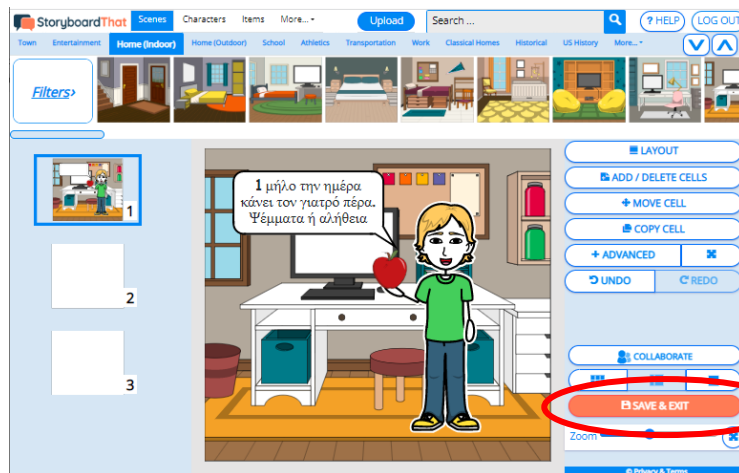 StoryboardThat Scenes Characters Items More... Upload Search ... ? HELP LOG OUT
Town Entertainment Home (Indoor) Home (Outdoor) School Athletics Transportation Work Classical Homes Historical US History More...
Filters›
1
2
3
1 μήλο την ημέρα
κάνει τον γιατρό πέρα.
Ψέμματα ή αλήθεια
LAYOUT
ADD / DELETE CELLS
MOVE CELL
COPY CELL
+ ADVANCED
UNDO REDO
COLLABORATE
SAVE & EXIT
Zoom
© Privacy & Terms